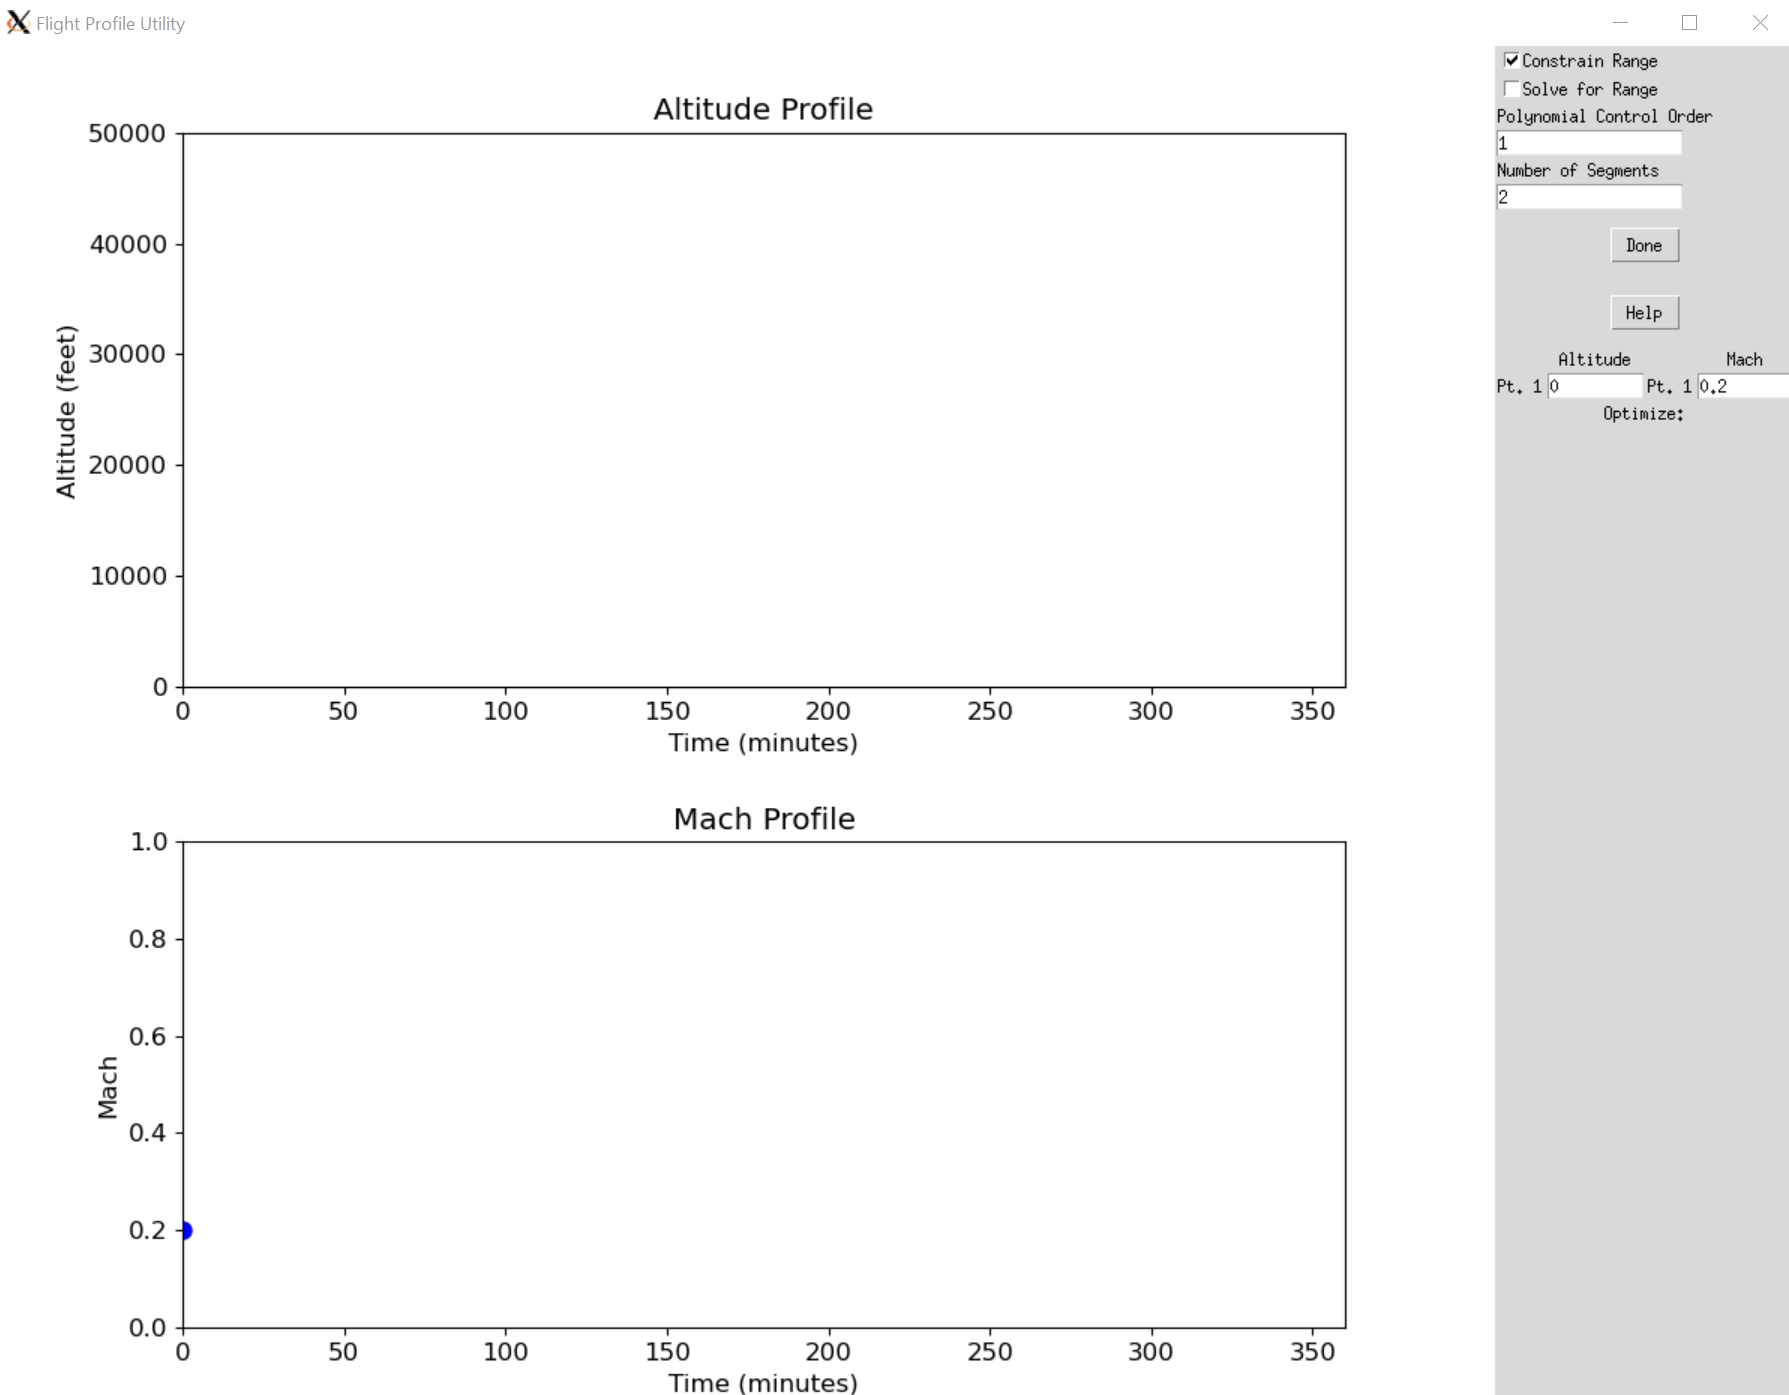 Flight Profile Utility
Altitude Profile
50000
40000
30000
20000
10000
0
Altitude (feet)
0 50 100 150 200 250 300 350
Time (minutes)
Mach Profile
1.0
0.8
0.6
0.4
0.2
0.0
Mach
0 50 100 150 200 250 300 350
Time (minutes)
Constrain Range
Solve for Range
Polynomial Control Order
1
Number of Segments
2
Done
Help
Altitude Mach
Pt. 1 0 Pt. 1 0.2
Optimize: